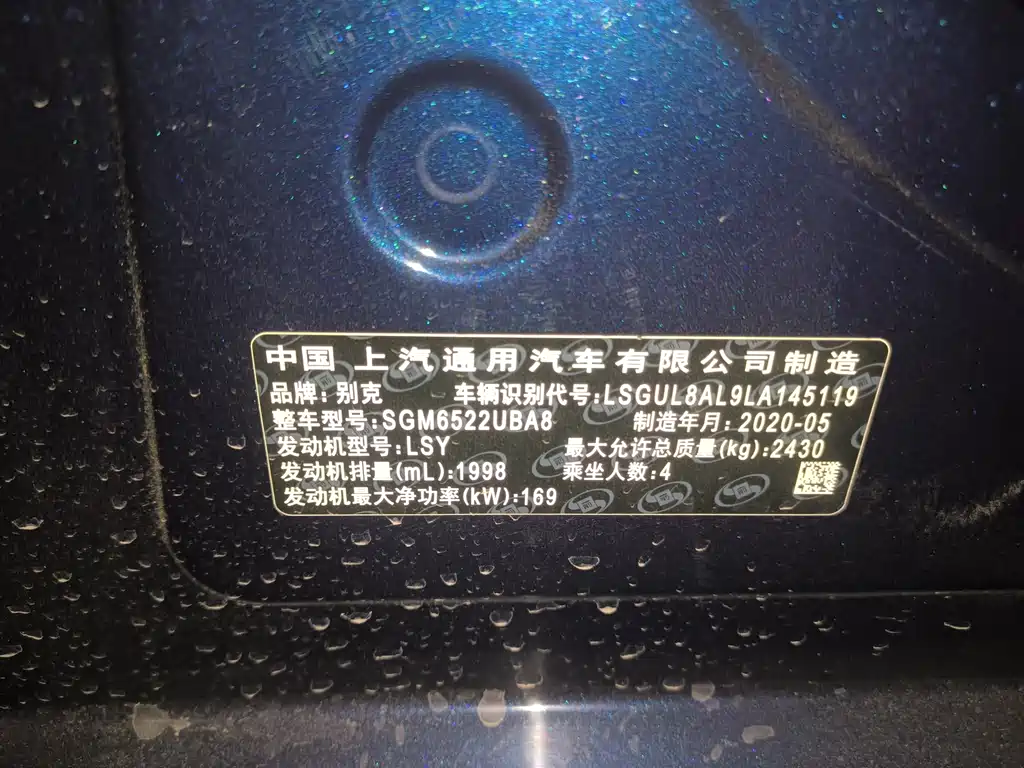 中国 上汽通用汽车有限公司制造
品牌: 别克 车辆识别代号:LSGUL8AL9LA145119
整车型号:SGM6522UBA8 制造年月: 2020-05
发动机型号:LSY 最大允许总质量(kg):2430
发动机排量(mL):1998 乘坐人数:4
发动机最大净功率(kW):169